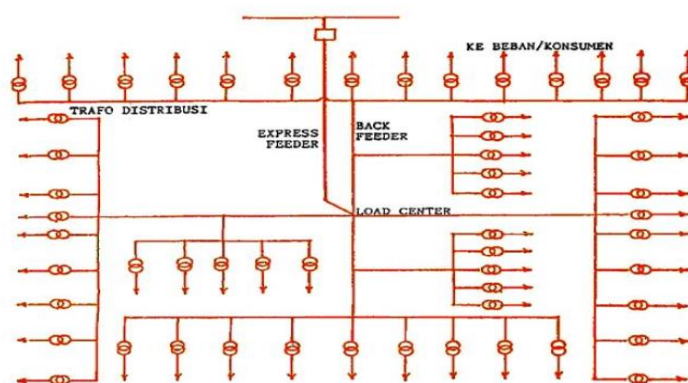 KE BEBAN/KONSUMEN
TRAFO DISTRIBUSI
EXPRESS
FEEDER
BACK
FEEDER
LOAD CENTER